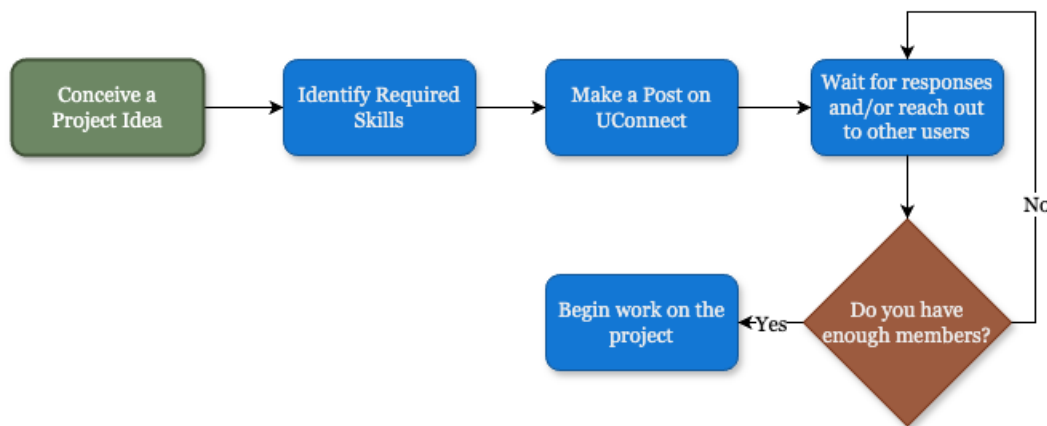 Conceive a
Project Idea
Identify Required
Skills
Make a Post on
UConnect
Wait for responses
and/or reach out
to other users
No
Do you have
enough members?
Yes
Begin work on the
project